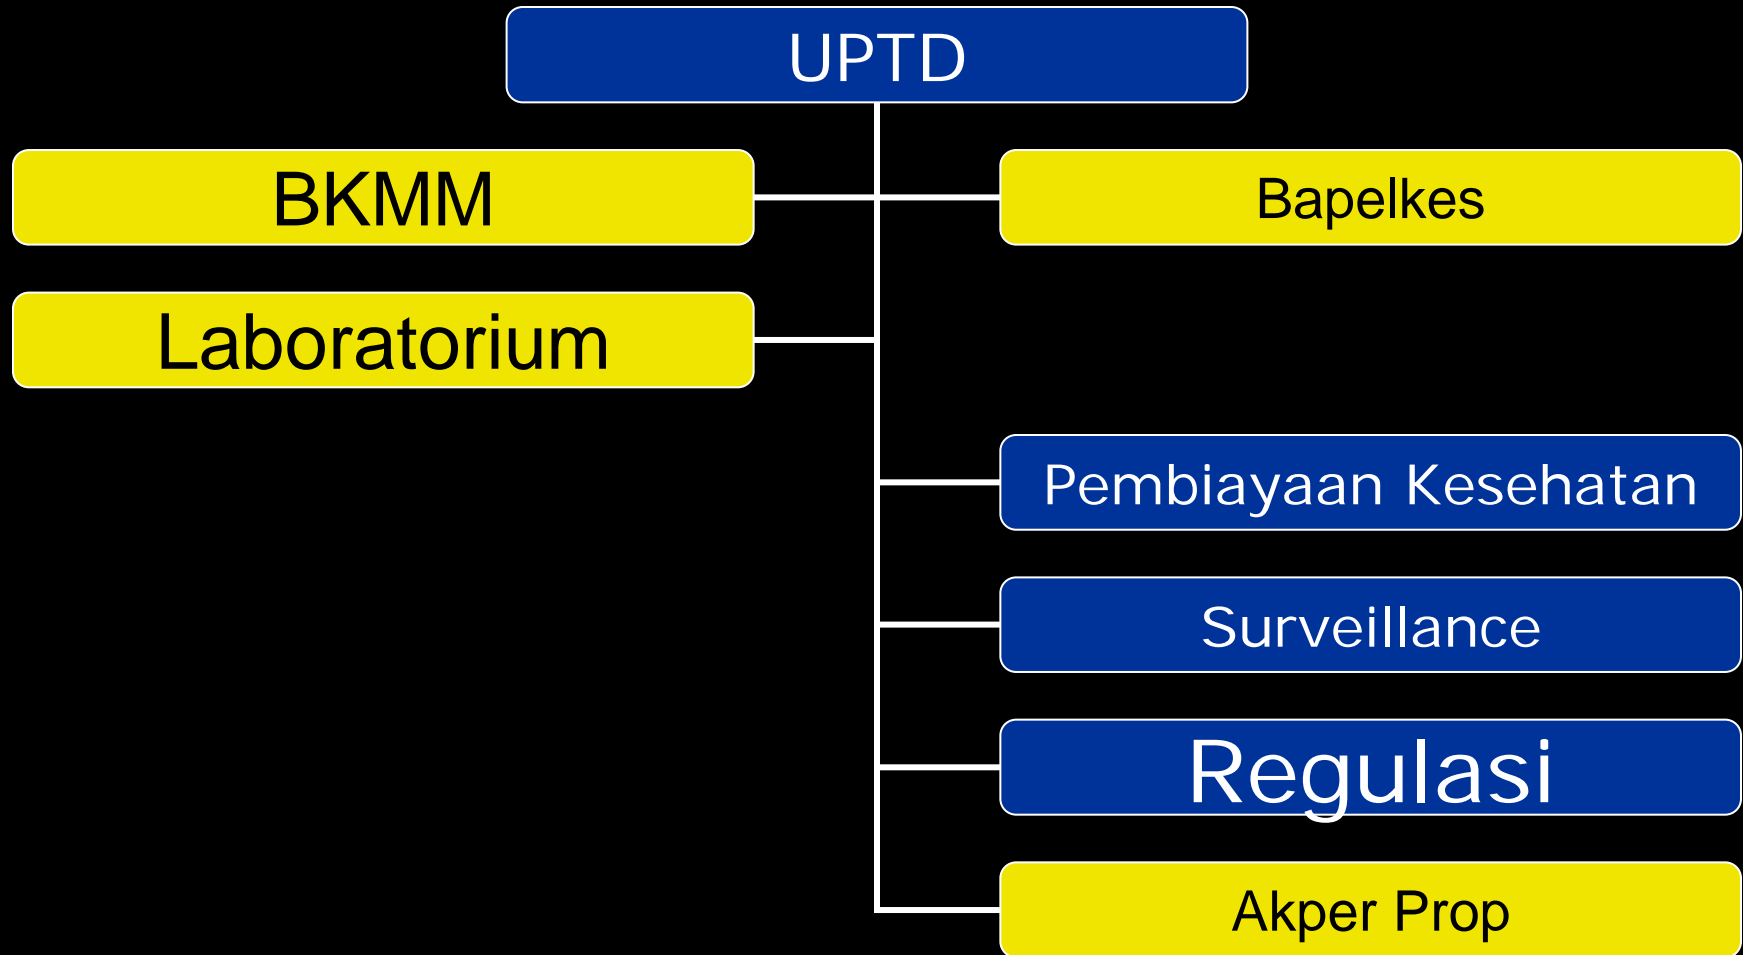 UPTD
BKMM
Bapelkes
Laboratorium
Pembiayaan Kesehatan
Surveillance
Regulasi
Akper Prop